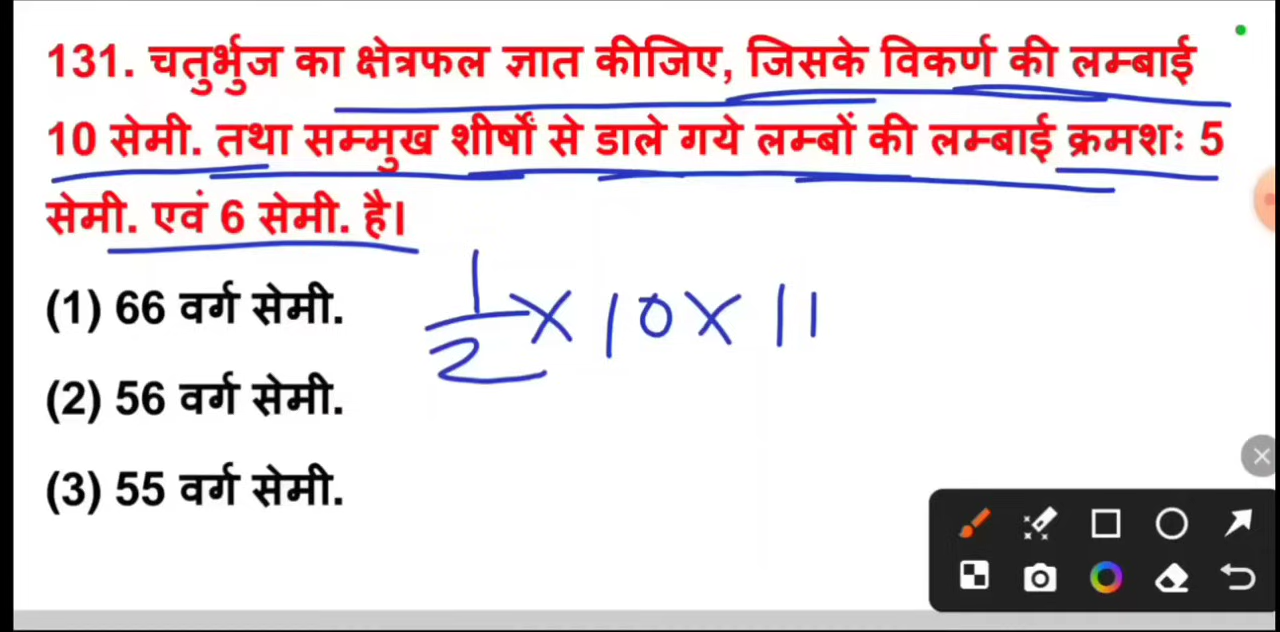 131. चतुर्भुज का क्षेत्रफल ज्ञात कीजिए, जिसके विकर्ण की लम्बाई
10 सेमी. तथा सम्मुख शीर्षों से डाले गये लम्बों की लम्बाई क्रमशः 5
सेमी. एवं 6 सेमी. है।
(1) 66 वर्ग सेमी.
1/2 × 10 × 11
(2) 56 वर्ग सेमी.
(3) 55 वर्ग सेमी.